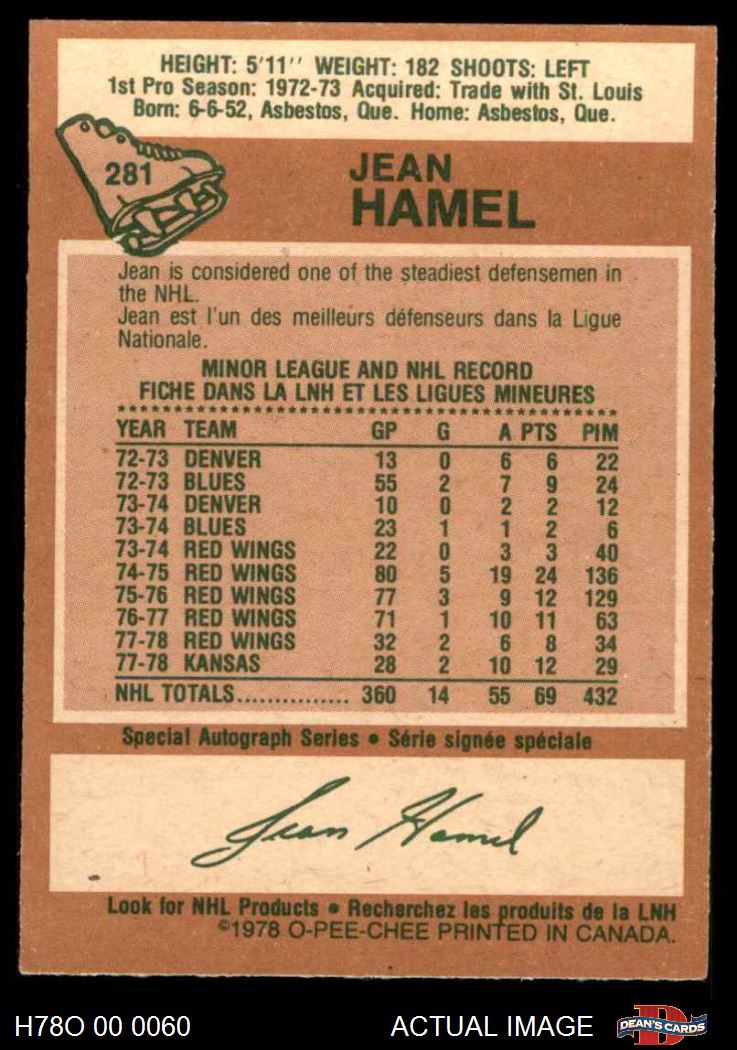 HEIGHT: 5'11'' WEIGHT: 182 SHOOTS: LEFT
1st Pro Season: 1972-73 Acquired: Trade with St. Louis
Born: 6-6-52, Asbestos, Que. Home: Asbestos, Que.
281
JEAN
HAMEL
Jean is considered one of the steadiest defensemen in
the NHL.
Jean est l'un des meilleurs défenseurs dans la Ligue
Nationale.
MINOR LEAGUE AND NHL RECORD
FICHE DANS LA LNH ET LES LIGUES MINEURES
YEAR TEAM GP G A PTS PIM
72-73 DENVER 13 0 6 6 22
72-73 BLUES 55 2 7 9 24
73-74 DENVER 10 0 2 2 12
73-74 BLUES 23 1 1 2 6
73-74 RED WINGS 22 0 3 3 40
74-75 RED WINGS 80 5 19 24 136
75-76 RED WINGS 77 3 9 12 129
76-77 RED WINGS 71 1 10 11 63
77-78 RED WINGS 32 2 6 8 34
77-78 KANSAS 28 2 10 12 29
NHL TOTALS............... 360 14 55 69 432
Special Autograph Series • Série signée spéciale
Jean Hamel
Look for NHL Products • Recherchez les produits de la LNH
©1978 O-PEE-CHEE PRINTED IN CANADA.
H78O 00 0060 ACTUAL IMAGE D DEAN'S CARDS